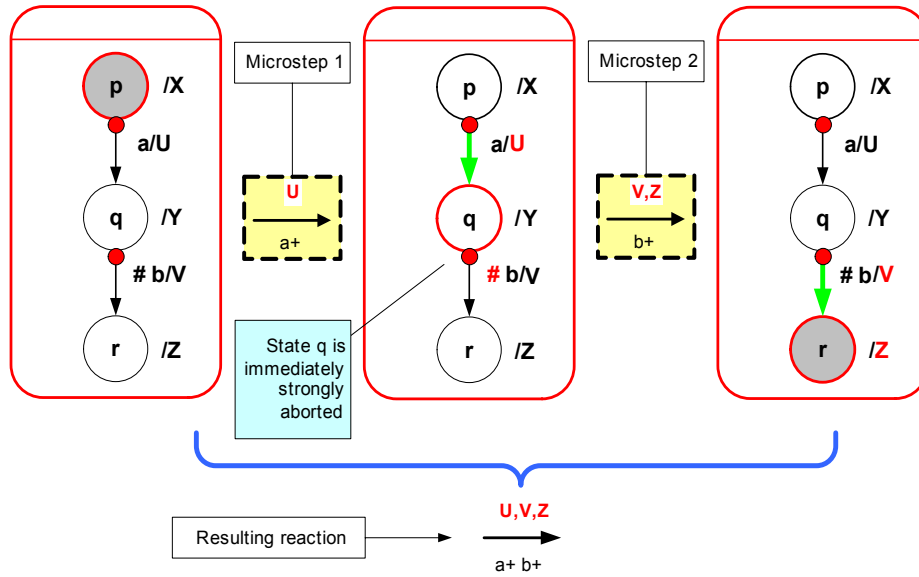 p
/X
a/U
q
/Y
# b/V
r
/Z
Microstep 1
U
a+
p
/X
a/U
q
/Y
# b/V
r
/Z
State q is
immediately
strongly
aborted
Microstep 2
V,Z
b+
p
/X
a/U
q
/Y
# b/V
r
/Z
Resulting reaction
U,V,Z
a+ b+